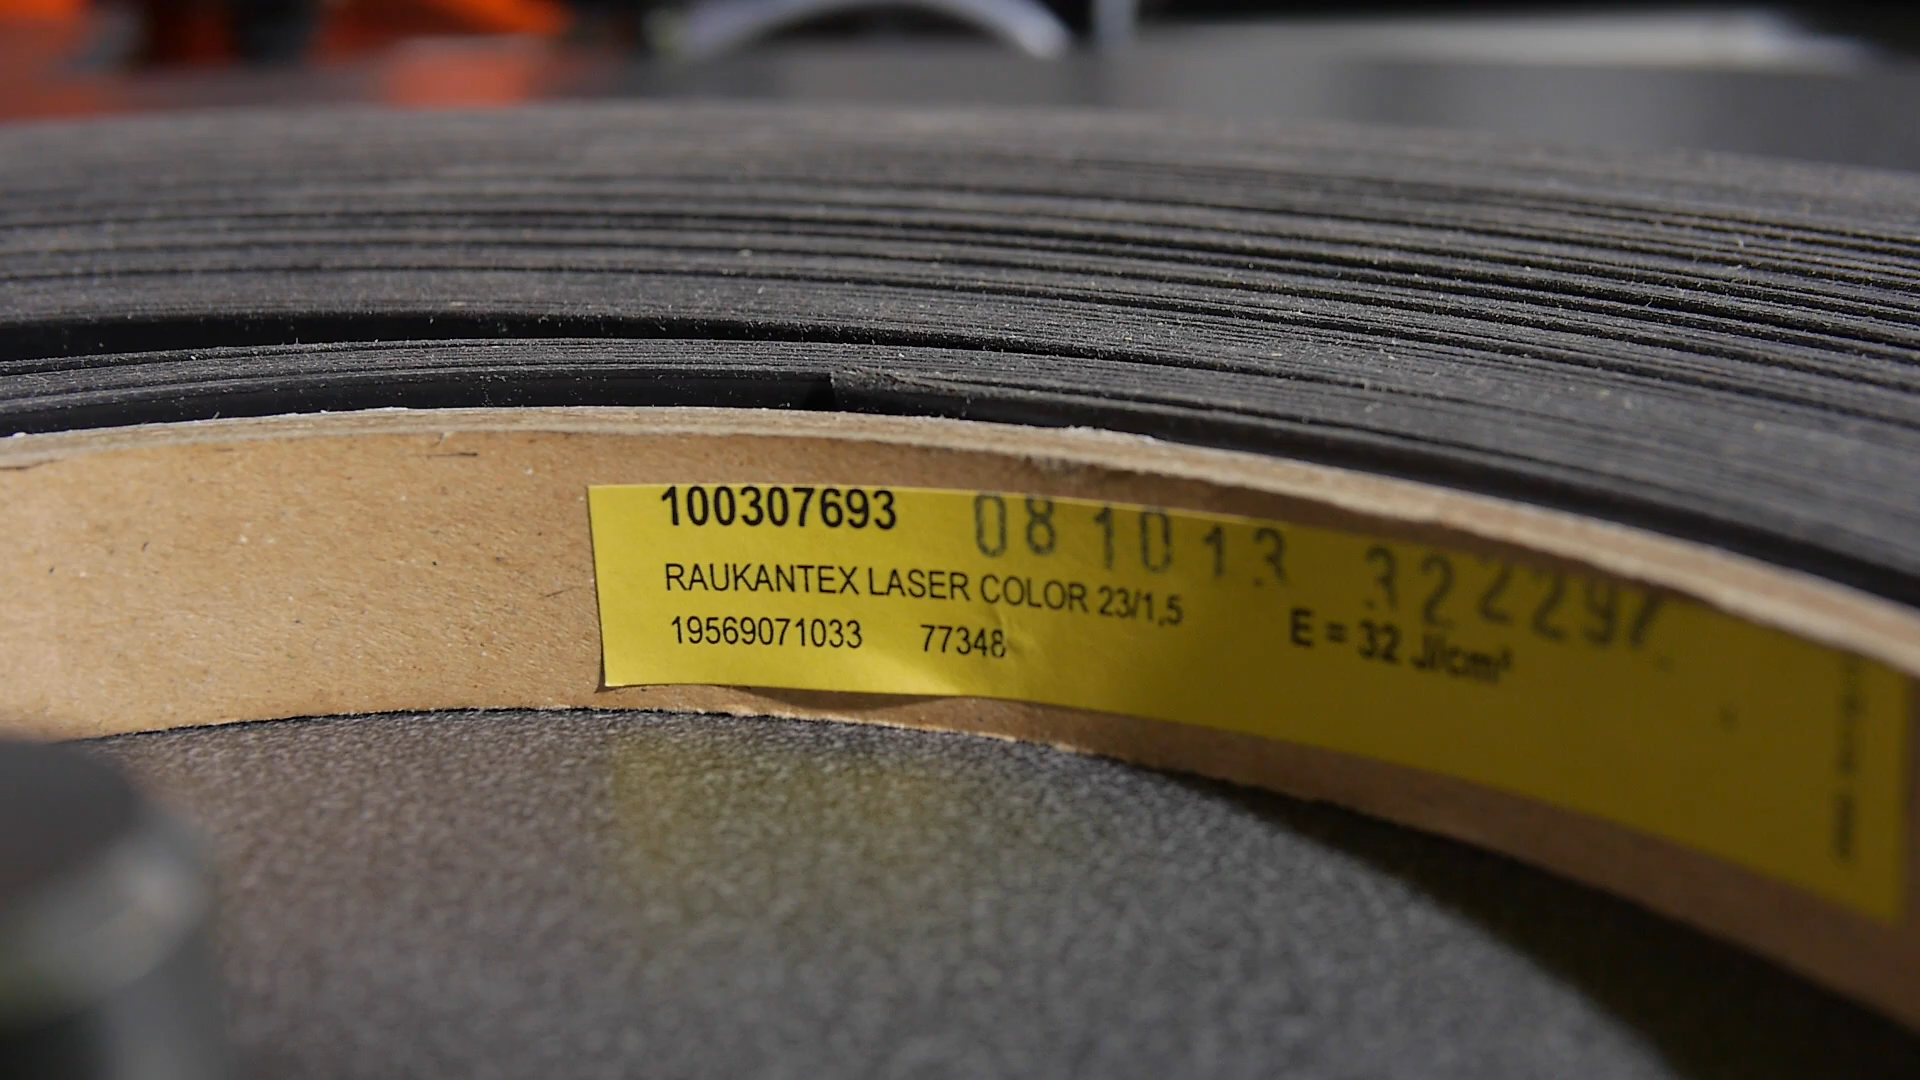 100307693 081013 322297
RAUKANTEX LASER COLOR 23/1,5
19569071033 77348 E = 32 J/cm²